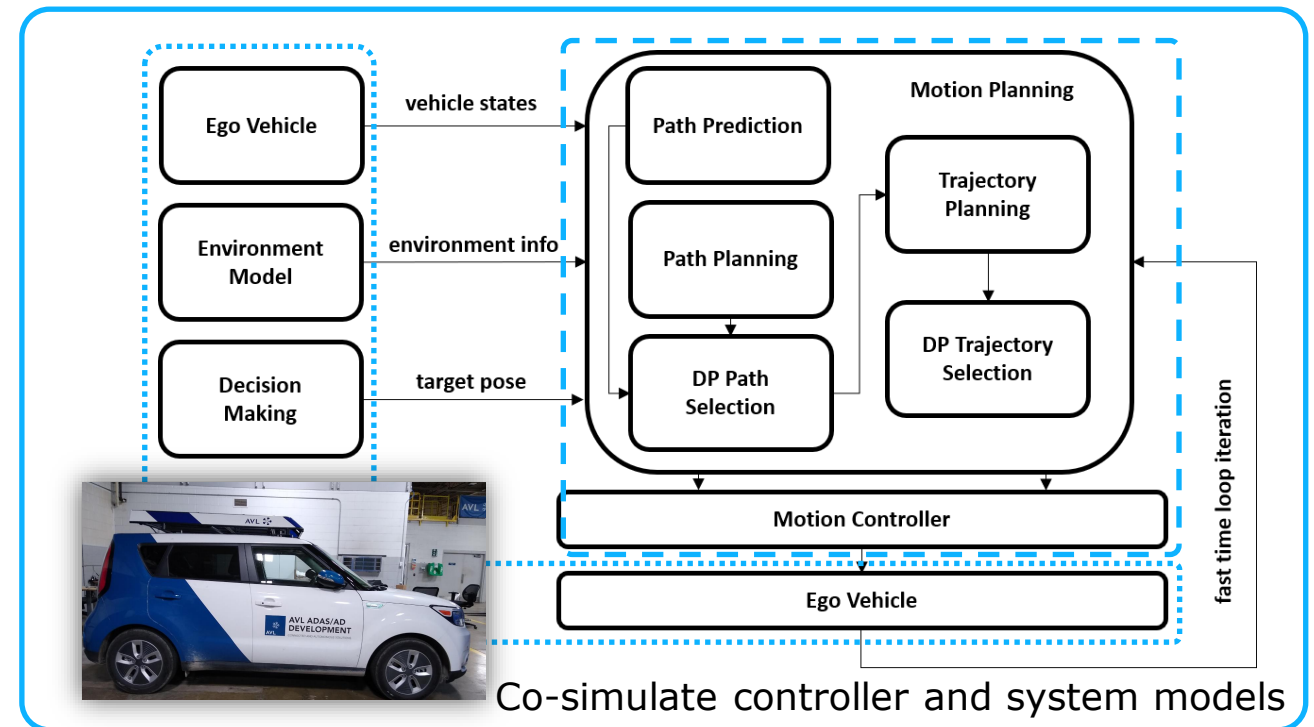 Ego Vehicle
vehicle states
Environment
Model
environment info
Decision
Making
target pose
Motion Planning
Path Prediction
Path Planning
DP Path
Selection
Trajectory
Planning
DP Trajectory
Selection
Motion Controller
Ego Vehicle
fast time loop iteration
AVL
AVL
AVL
AVL ADAS/AD
DEVELOPMENT
Co-simulate controller and system models